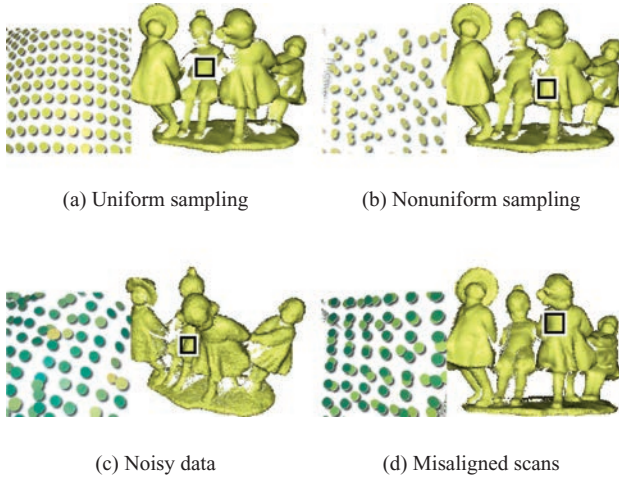 (a) Uniform sampling
(b) Nonuniform sampling
(c) Noisy data
(d) Misaligned scans